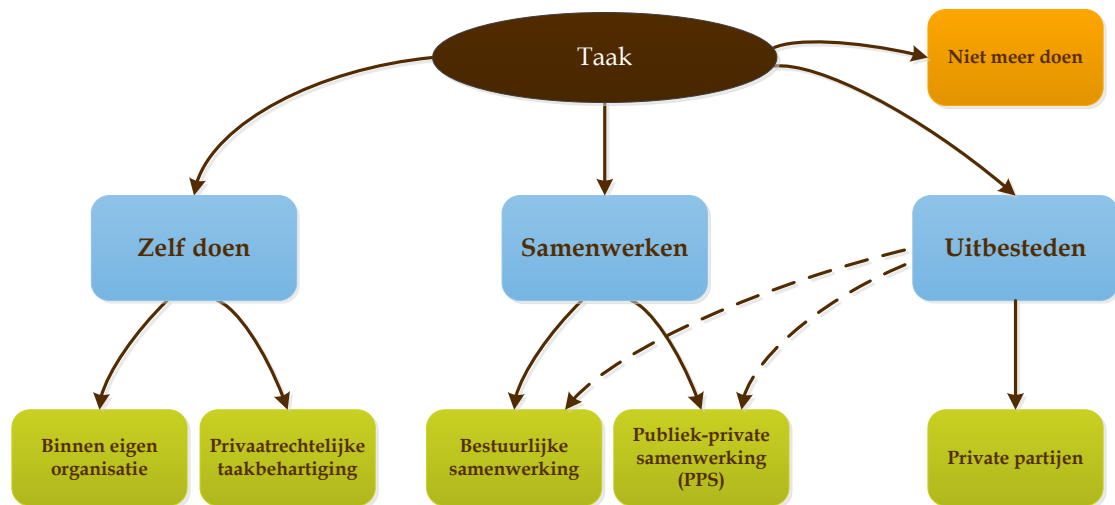 Taak
Niet meer doen
Zelf doen
Samenwerken
Uitbesteden
Binnen eigen
organisatie
Privaatrechtelijke
taakbehartiging
Bestuurlijke
samenwerking
Publiek-private
samenwerking
(PPS)
Private partijen